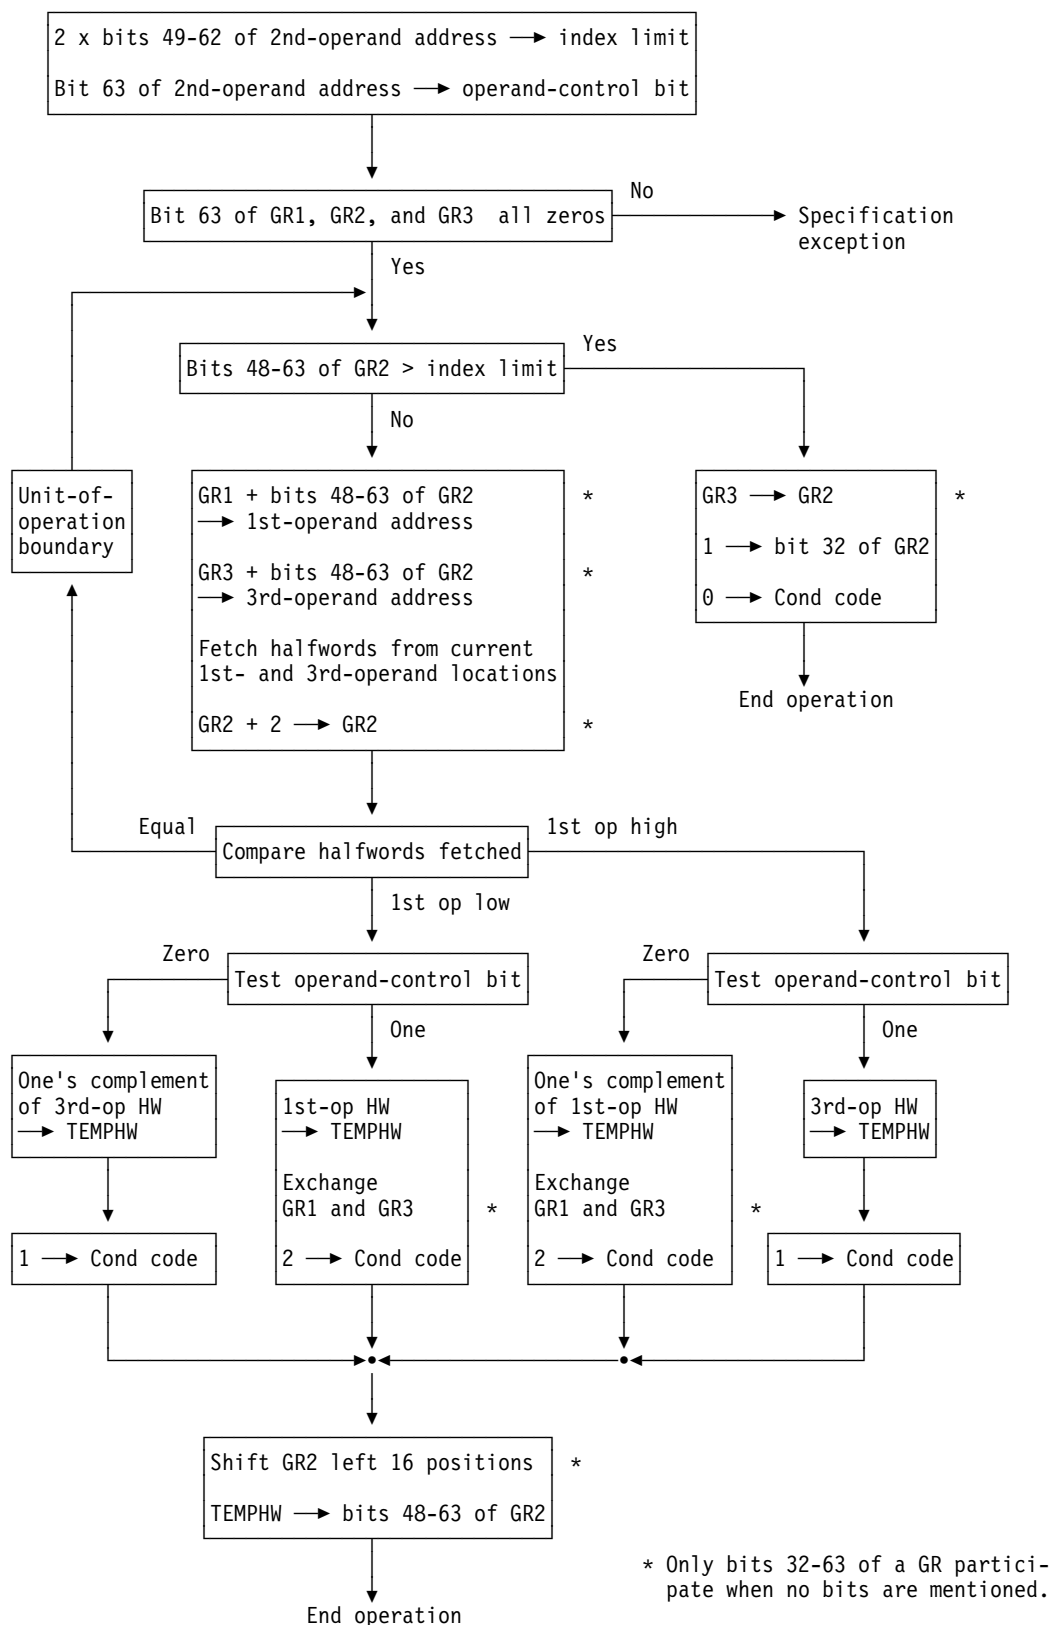 2 x bits 49-62 of 2nd-operand address → index limit
Bit 63 of 2nd-operand address → operand-control bit
No
Bit 63 of GR1, GR2, and GR3 all zeros
Specification
exception
Yes
Yes
Bits 48-63 of GR2 > index limit
No
Unit-of-
operation
boundary
GR1 + bits 48-63 of GR2 *
→ 1st-operand address
GR3 + bits 48-63 of GR2 *
→ 3rd-operand address
Fetch halfwords from current
1st- and 3rd-operand locations
GR2 + 2 → GR2 *
GR3 → GR2 *
1 → bit 32 of GR2
0 → Cond code
End operation
Equal
1st op high
Compare halfwords fetched
1st op low
Zero
Test operand-control bit
One
Zero
Test operand-control bit
One
One's complement
of 3rd-op HW
→ TEMPHW
1 → Cond code
1st-op HW
→ TEMPHW
Exchange
GR1 and GR3 *
2 → Cond code
One's complement
of 1st-op HW
→ TEMPHW
Exchange
GR1 and GR3 *
2 → Cond code
3rd-op HW
→ TEMPHW
1 → Cond code
Shift GR2 left 16 positions *
TEMPHW → bits 48-63 of GR2
End operation
* Only bits 32-63 of a GR partici-
pate when no bits are mentioned.